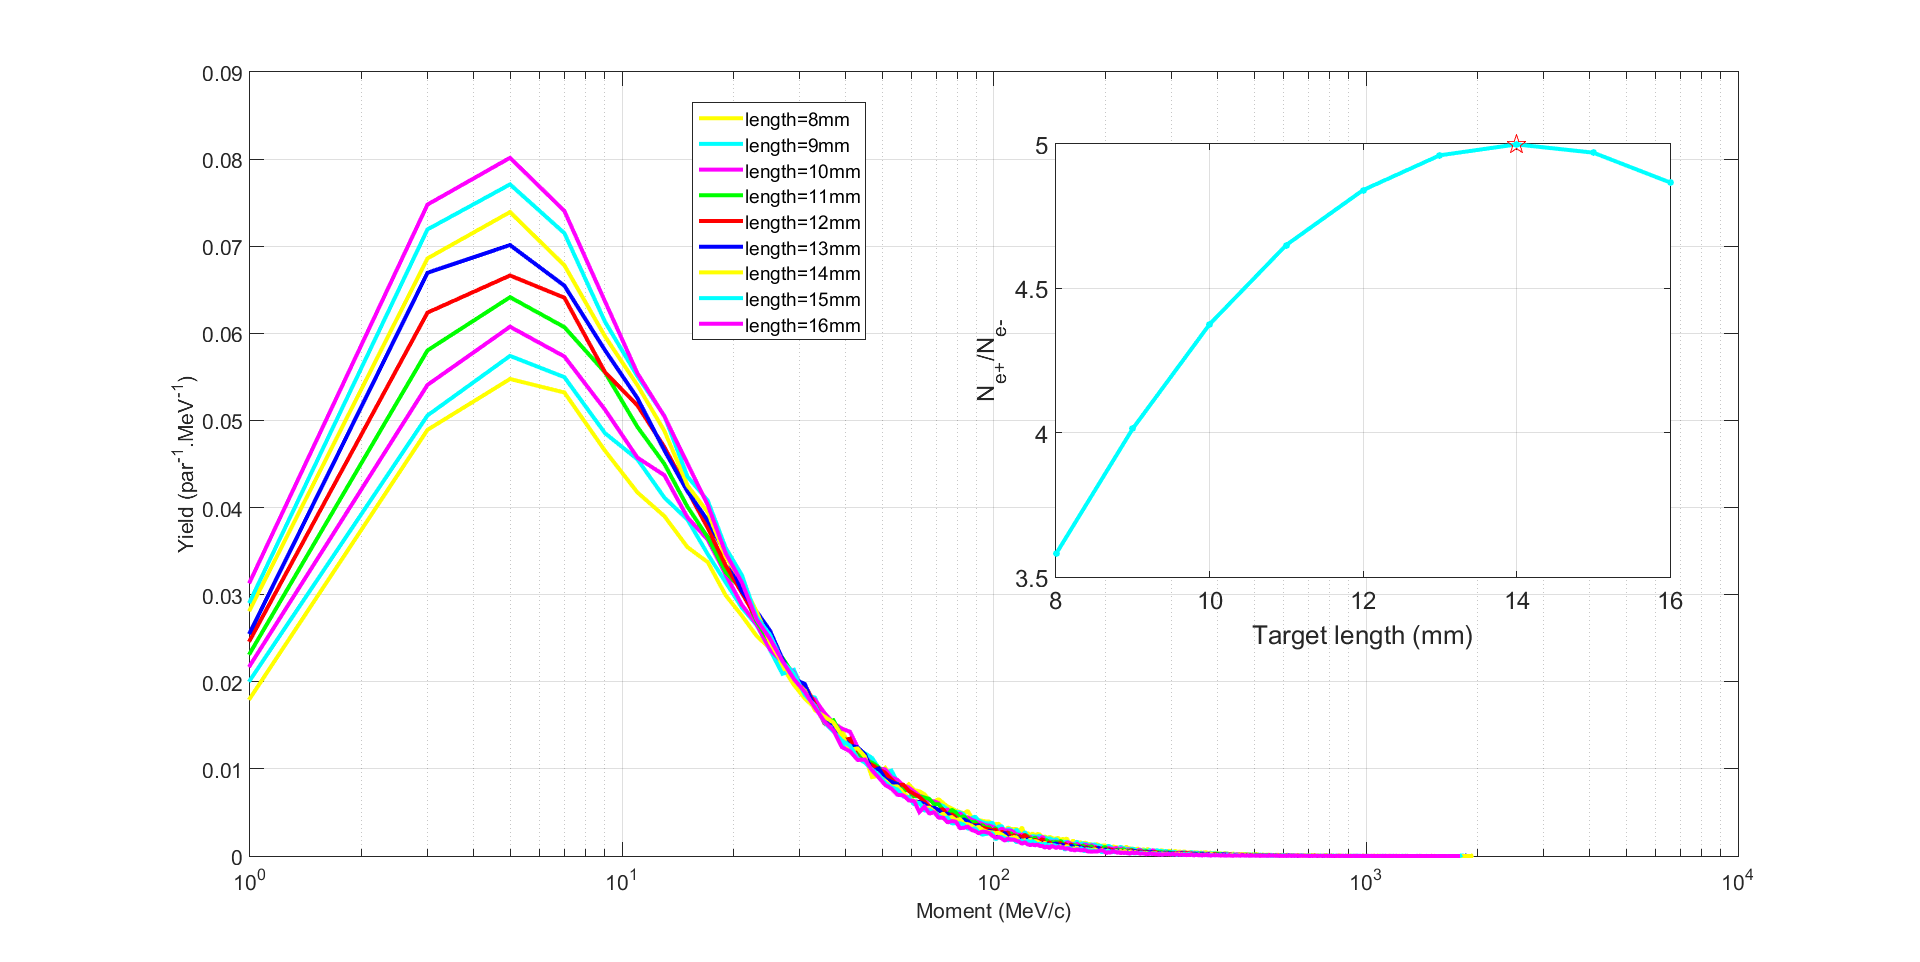 0.09
0.08
0.07
0.06
0.05
0.04
0.03
0.02
0.01
0
Yield (par⁻¹.MeV⁻¹)
10⁰
10¹
10²
10³
10⁴
Moment (MeV/c)
length=8mm
length=9mm
length=10mm
length=11mm
length=12mm
length=13mm
length=14mm
length=15mm
length=16mm
5
4.5
4
3.5
N_e+/N_e-
8 10 12 14 16
Target length (mm)